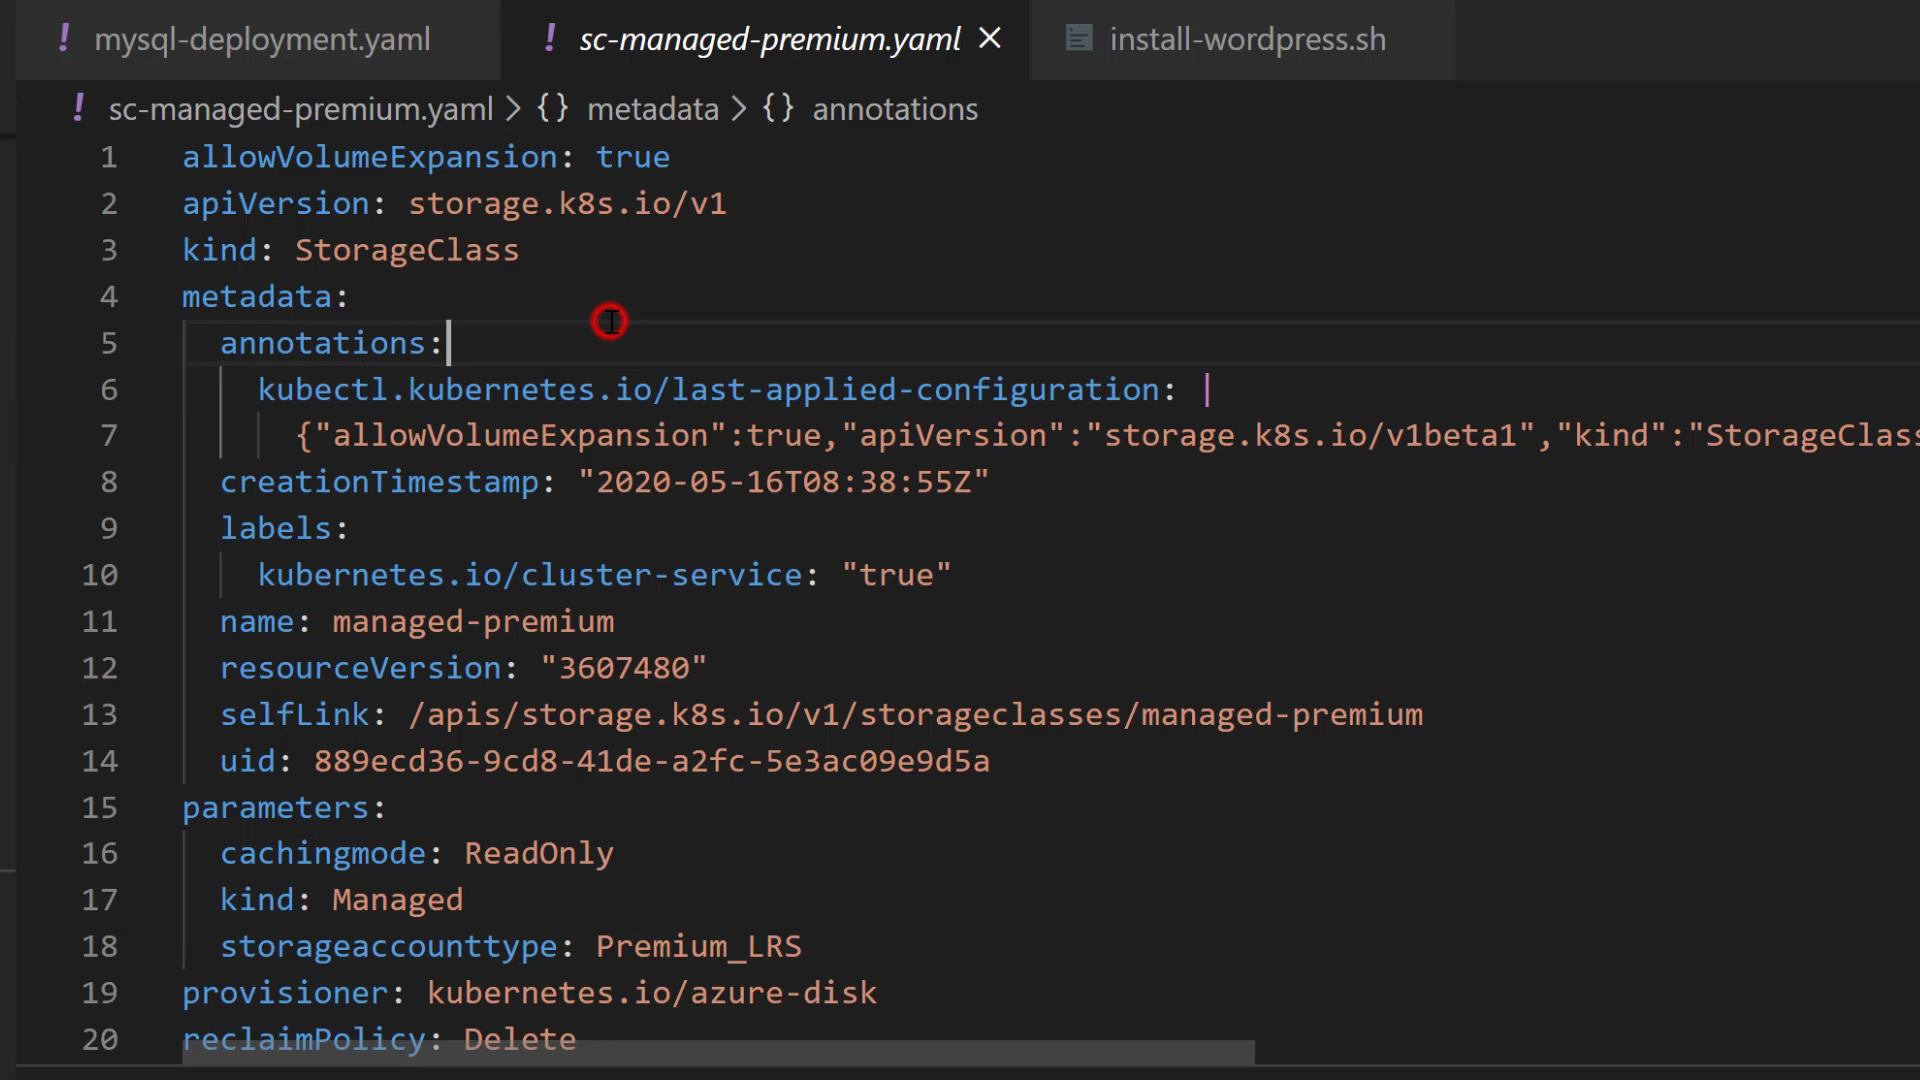 mysql-deployment.yaml sc-managed-premium.yaml install-wordpress.sh
sc-managed-premium.yaml > {} metadata > {} annotations
1 allowVolumeExpansion: true
2 apiVersion: storage.k8s.io/v1
3 kind: StorageClass
4 metadata:
5 annotations:
6 kubectl.kubernetes.io/last-applied-configuration: |
7 {"allowVolumeExpansion":true,"apiVersion":"storage.k8s.io/v1beta1","kind":"StorageClass
8 creationTimestamp: "2020-05-16T08:38:55Z"
9 labels:
10 kubernetes.io/cluster-service: "true"
11 name: managed-premium
12 resourceVersion: "3607480"
13 selfLink: /apis/storage.k8s.io/v1/storageclasses/managed-premium
14 uid: 889ecd36-9cd8-41de-a2fc-5e3ac09e9d5a
15 parameters:
16 cachingmode: ReadOnly
17 kind: Managed
18 storageaccounttype: Premium_LRS
19 provisioner: kubernetes.io/azure-disk
20 reclaimPolicy: Delete